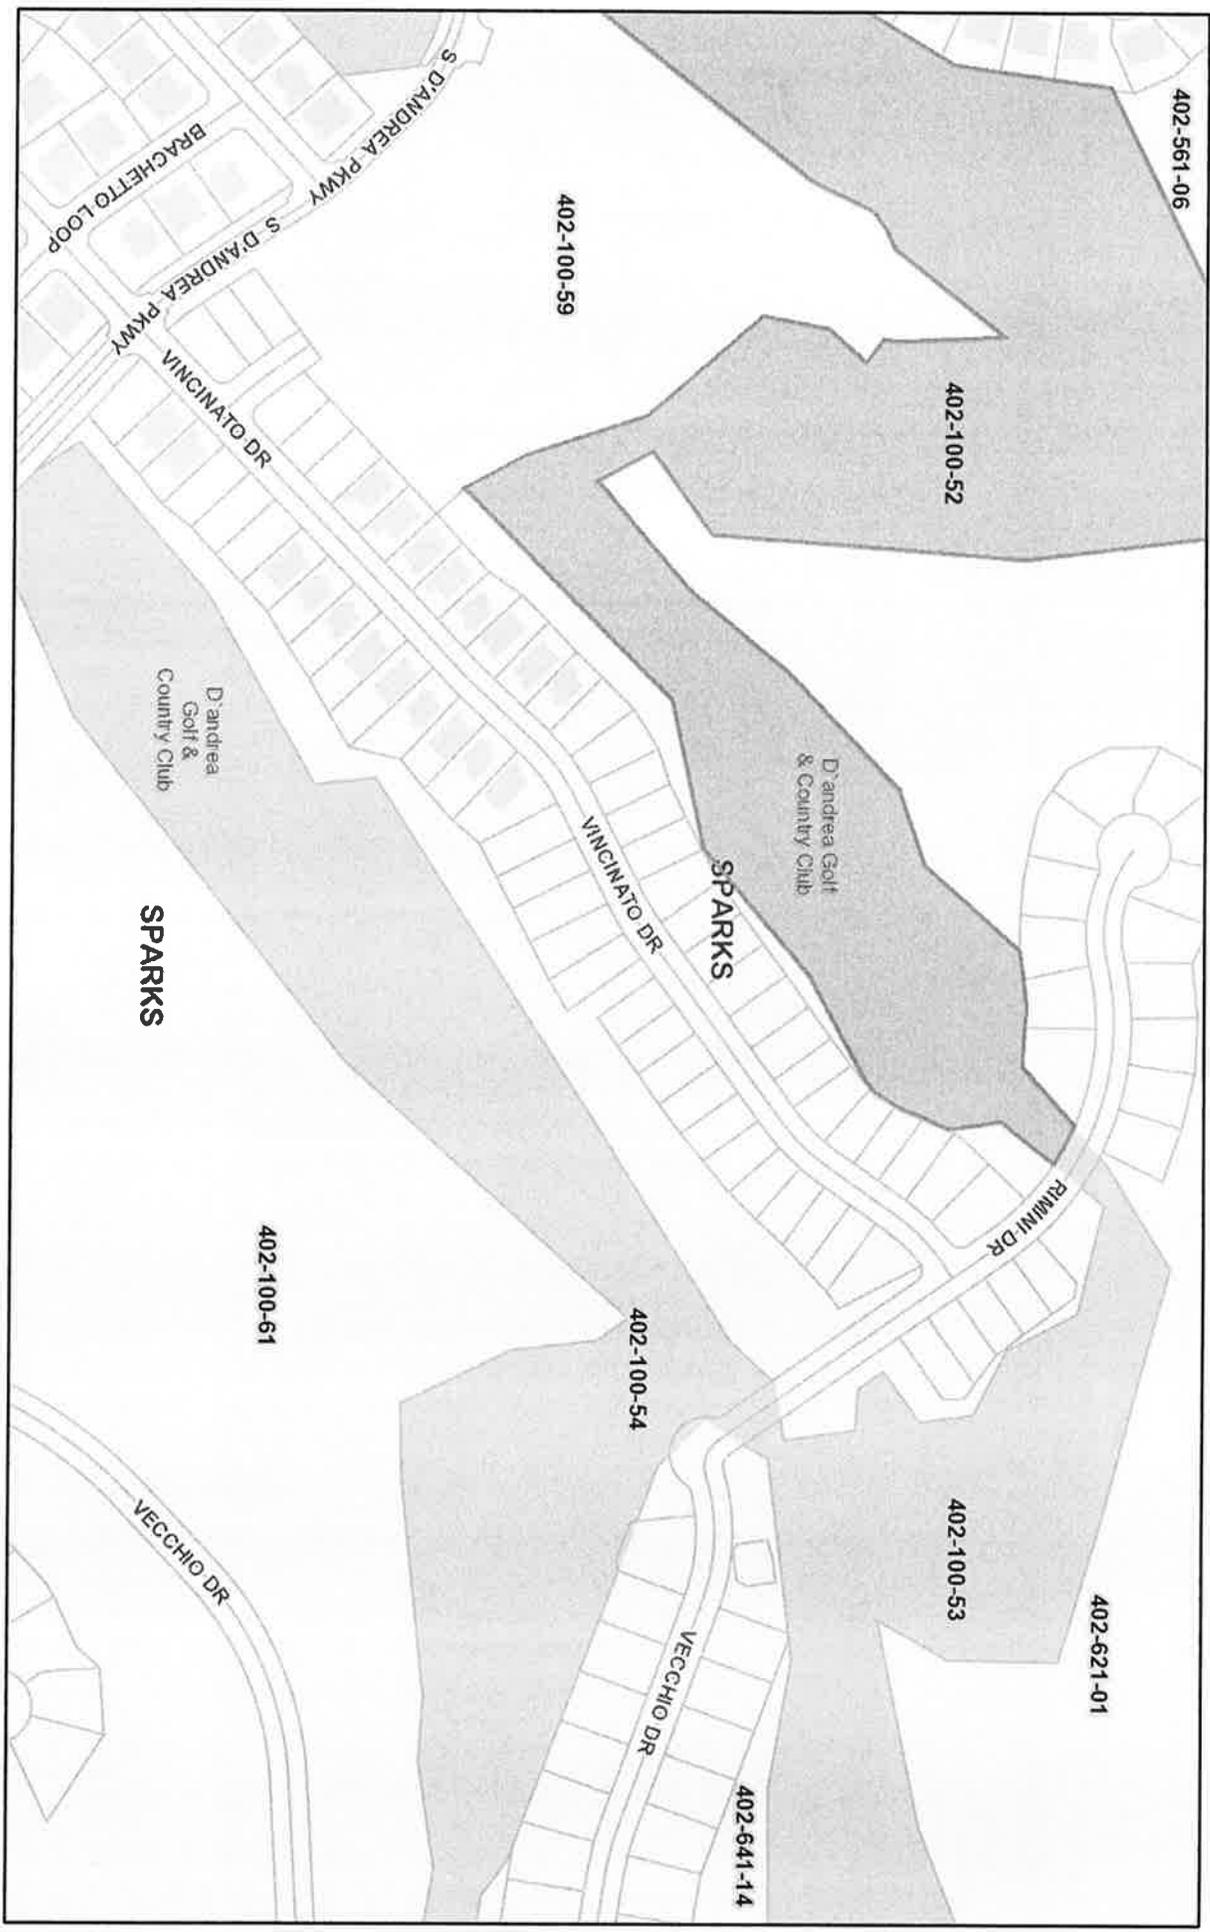 402-561-06
S D'ANDREA PKWY
BRACHETTO LOOP
402-100-59
S D'ANDREA PKWY
402-100-52
VINCINATO DR
D'andrea
Golf &
Country Club
D'andrea Golf
& Country Club
SPARKS
VINCINATO DR
SPARKS
RIMINI DR
402-100-61
402-100-54
402-100-53
VECCHIO DR
402-621-01
VECCHIO DR
402-641-14